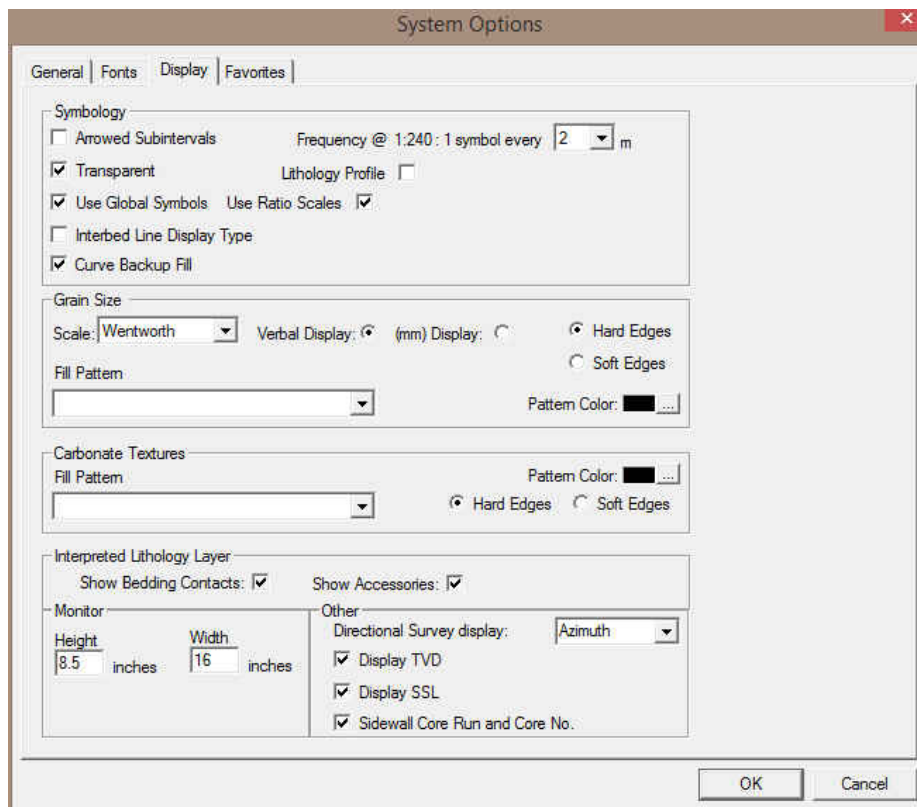 System Options
General Fonts Display Favorites
Symbology
Arrowed Subintervals Frequency @ 1:240 : 1 symbol every 2 m
Transparent Lithology Profile
Use Global Symbols Use Ratio Scales
Interbed Line Display Type
Curve Backup Fill
Grain Size
Scale: Wentworth Verbal Display: (mm) Display: Hard Edges
Soft Edges
Fill Pattern
Pattern Color: ...
Carbonate Textures
Fill Pattern Pattern Color: ...
Hard Edges Soft Edges
Interpreted Lithology Layer
Show Bedding Contacts: Show Accessories:
Monitor Other
Height Width Directional Survey display: Azimuth
8.5 inches 16 inches Display TVD
Display SSL
Sidewall Core Run and Core No.
OK Cancel